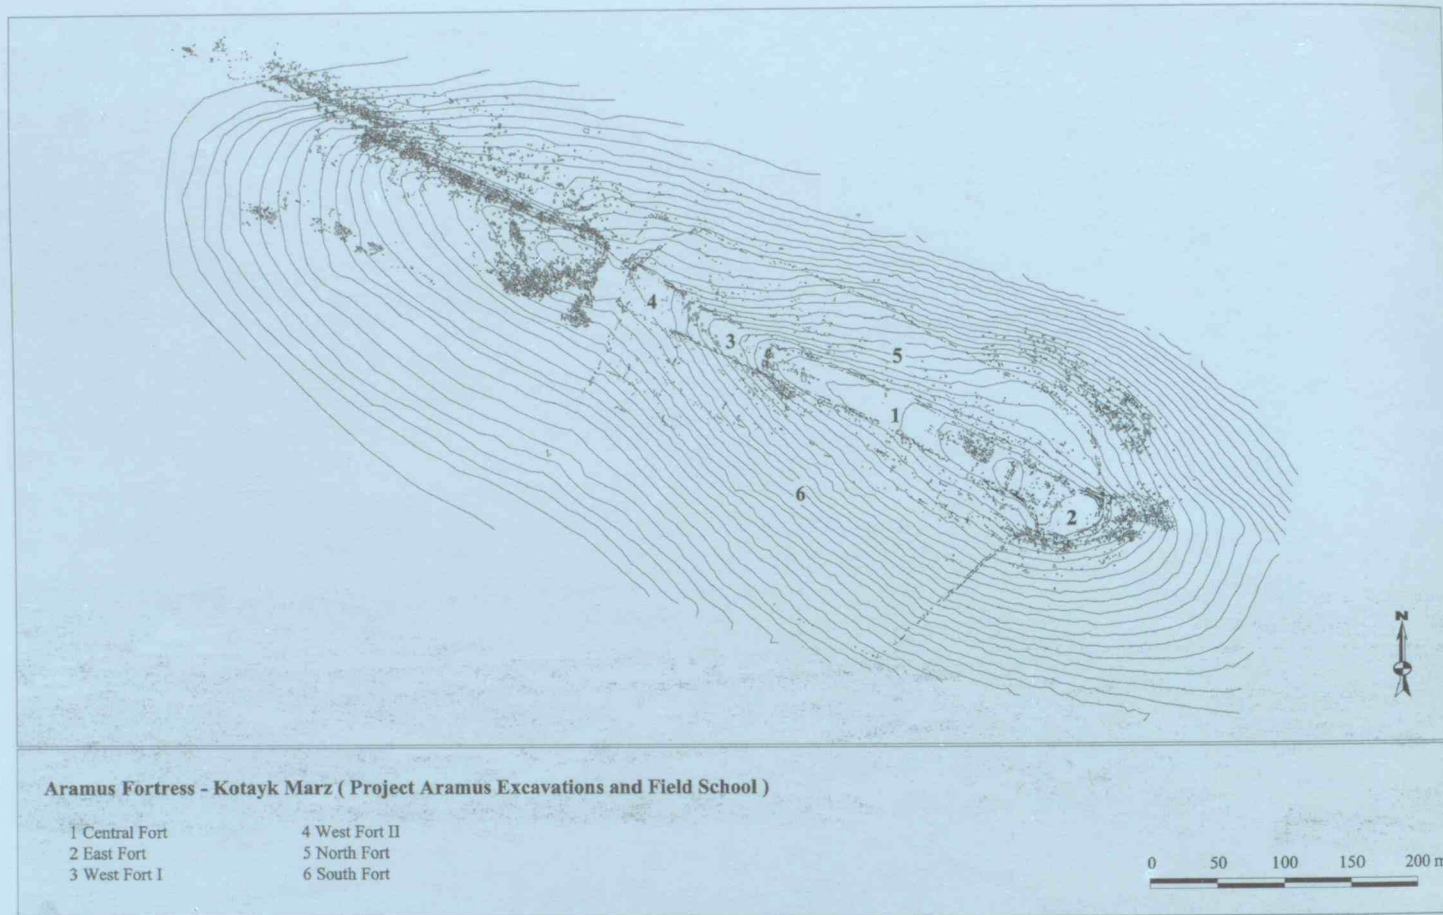 4
3
5
1
6
2
N
Aramus Fortress - Kotayk Marz ( Project Aramus Excavations and Field School )
1 Central Fort
2 East Fort
3 West Fort I
4 West Fort II
5 North Fort
6 South Fort
0 50 100 150 200 m